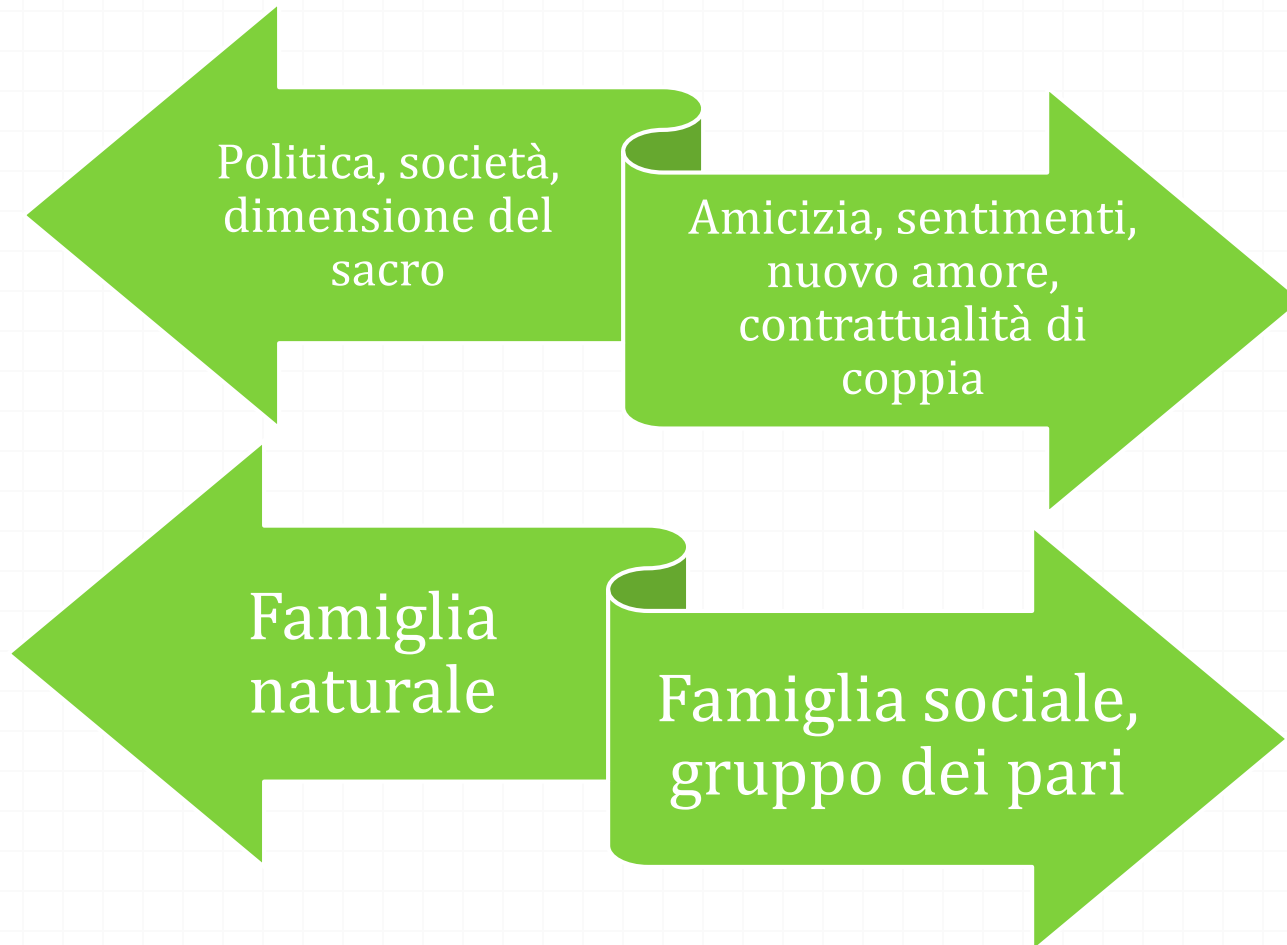 Politica, società,
dimensione del
sacro
Amicizia, sentimenti,
nuovo amore,
contrattualità di
coppia
Famiglia
naturale
Famiglia sociale,
gruppo dei pari